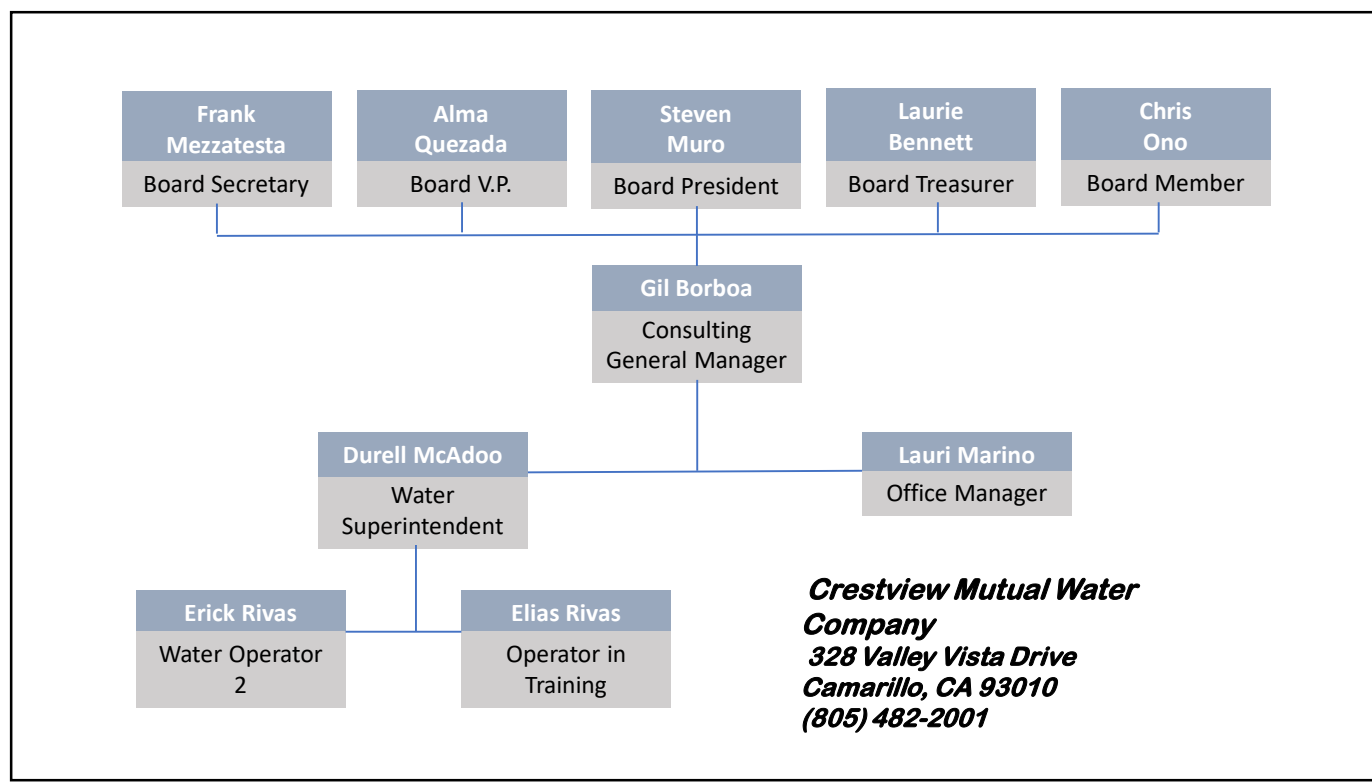 Frank
Mezzatesta
Board Secretary
Alma
Quezada
Board V.P.
Steven
Muro
Board President
Laurie
Bennett
Board Treasurer
Chris
Ono
Board Member
Gil Borboa
Consulting
General Manager
Durell McAdoo
Water
Superintendent
Lauri Marino
Office Manager
Erick Rivas
Water Operator
2
Elias Rivas
Operator in
Training
Crestview Mutual Water
Company
328 Valley Vista Drive
Camarillo, CA 93010
(805) 482-2001